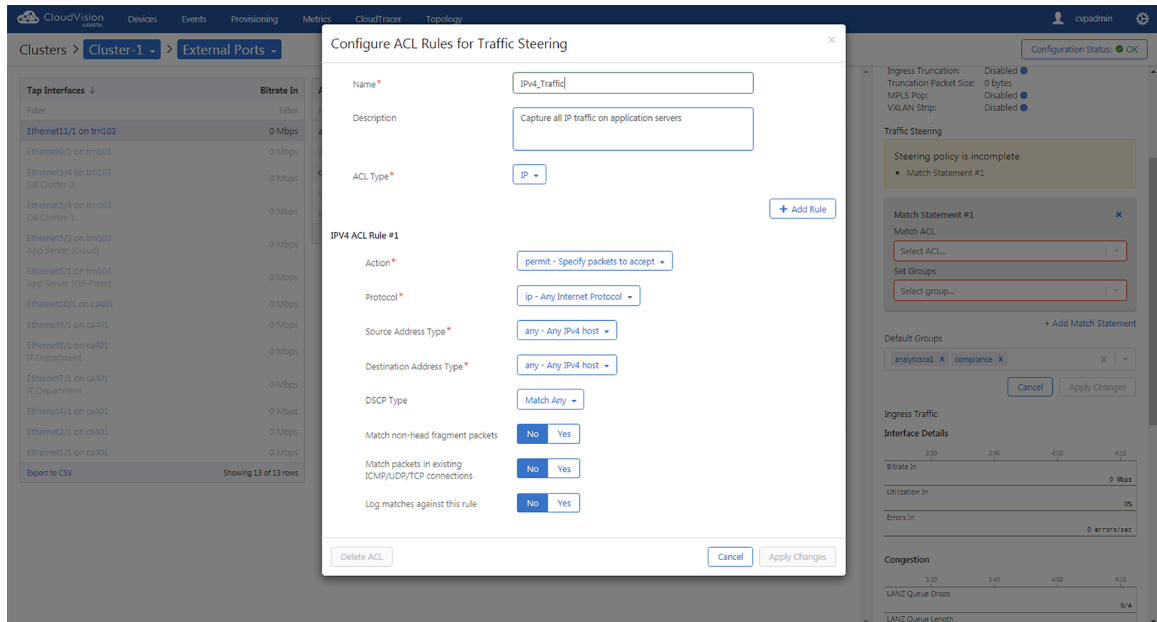 CloudVision
ARISTA
Devices
Events
Provisioning
Metrics
CloudTracer
Topology
cvpadmin
Clusters > Cluster-1 > External Ports
Configuration Status: OK
Tap Interfaces ↓ Bitrate In
Filter Filter
Ethernet11/1 on trn103 0 Mbps
Ethernet9/1 on trn103 0 Mbps
Ethernet5/4 on trn103 0 Mbps
DB Cluster-2
Ethernet5/3 on trn103 0 Mbps
DB Cluster-1
Ethernet5/2 on trn103 0 Mbps
App Server (Cloud)
Ethernet5/1 on trn103 0 Mbps
App Server (On-Prem)
Ethernet10/1 on ca401 0 Mbps
Ethernet9/1 on ca401 0 Mbps
Ethernet8/1 on ca401 0 Mbps
IT Department
Ethernet7/1 on ca401 0 Mbps
IT Department
Ethernet4/1 on ca401 0 Mbps
Ethernet2/1 on ca401 0 Mbps
Ethernet1/1 on ca401 0 Mbps
Export to CSV Showing 13 of 13 rows
Configure ACL Rules for Traffic Steering ×
Name* IPv4_Traffic
Description Capture all IP traffic on application servers
ACL Type* IP
+ Add Rule
IPV4 ACL Rule #1
Action* permit - Specify packets to accept
Protocol* ip - Any Internet Protocol
Source Address Type* any - Any IPv4 host
Destination Address Type* any - Any IPv4 host
DSCP Type Match Any
Match non-head fragment packets No Yes
Match packets in existing
ICMP/UDP/TCP connections No Yes
Log matches against this rule No Yes
Delete ACL Cancel Apply Changes
Ingress Truncation: Disabled
Truncation Packet Size: 0 bytes
MPLS Pop: Disabled
VXLAN Strip: Disabled
Traffic Steering
Steering policy is incomplete
• Match Statement #1
Match Statement #1 ×
Match ACL
Select ACL...
Set Groups
Select group...
+ Add Match Statement
Default Groups
analytics:a1 × compliance × ×
Cancel Apply Changes
Ingress Traffic
Interface Details
3:30 3:45 4:00 4:15
Bitrate In
0 Mbps
Utilization In
0%
Errors In
0 errors/sec
Congestion
3:30 3:45 4:00 4:15
LANZ Queue Drops
N/A
LANZ Queue Length